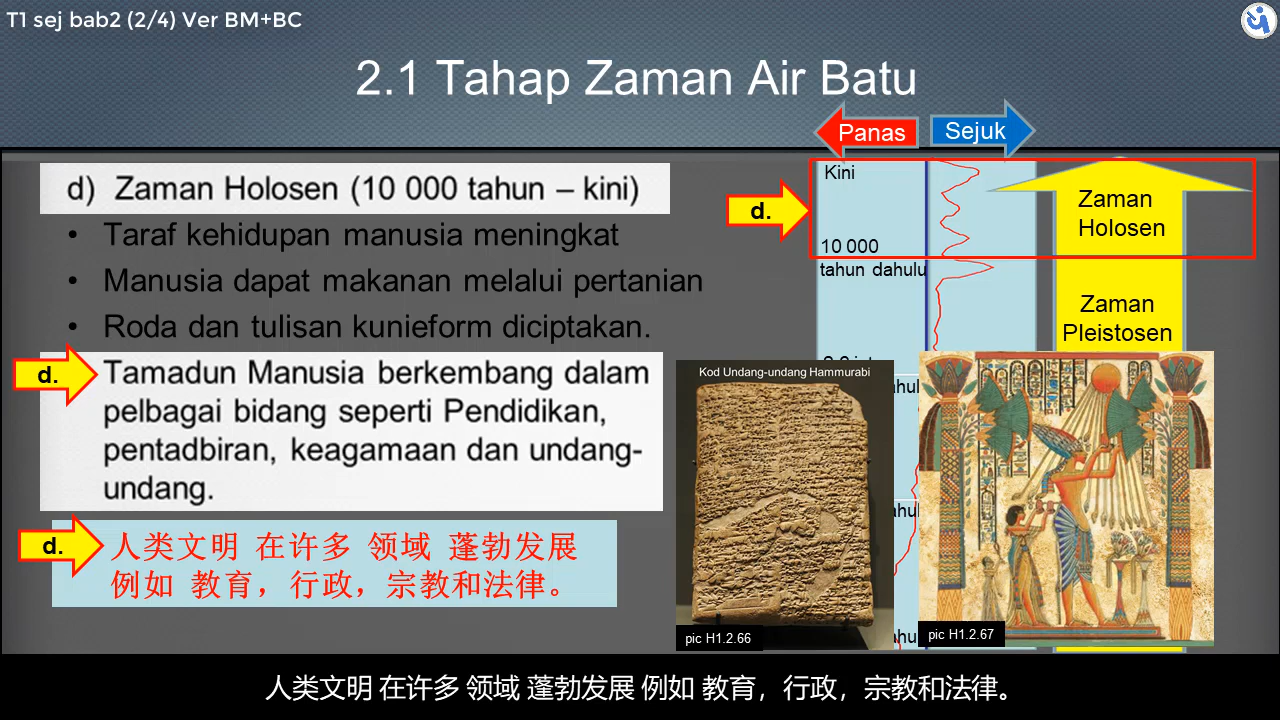 T1 sej bab2 (2/4) Ver BM+BC
2.1 Tahap Zaman Air Batu
Panas
Sejuk
d) Zaman Holosen (10 000 tahun – kini)
• Taraf kehidupan manusia meningkat
• Manusia dapat makanan melalui pertanian
• Roda dan tulisan kunieform diciptakan.
d.
Tamadun Manusia berkembang dalam
pelbagai bidang seperti Pendidikan,
pentadbiran, keagamaan dan undang-
undang.
d.
人类文明 在许多 领域 蓬勃发展
例如 教育，行政，宗教和法律。
d.
Kini
10 000
tahun dahulu
Zaman
Holosen
Zaman
Pleistosen
Kod Undang-undang Hammurabi
pic H1.2.66
pic H1.2.67
人类文明 在许多 领域 蓬勃发展 例如 教育，行政，宗教和法律。